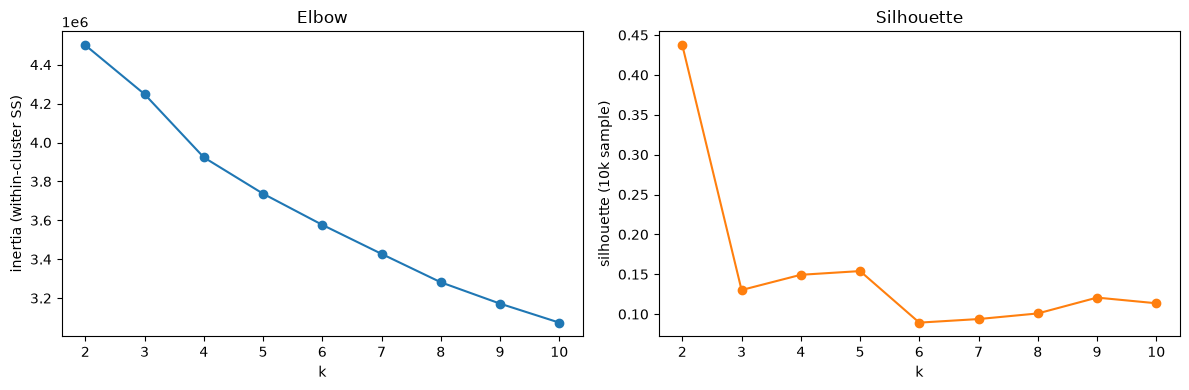 Elbow
1e6
4.4
4.2
4.0
3.8
3.6
3.4
3.2
inertia (within-cluster SS)
2 3 4 5 6 7 8 9 10
k
Silhouette
0.45
0.40
0.35
0.30
0.25
0.20
0.15
0.10
silhouette (10k sample)
2 3 4 5 6 7 8 9 10
k